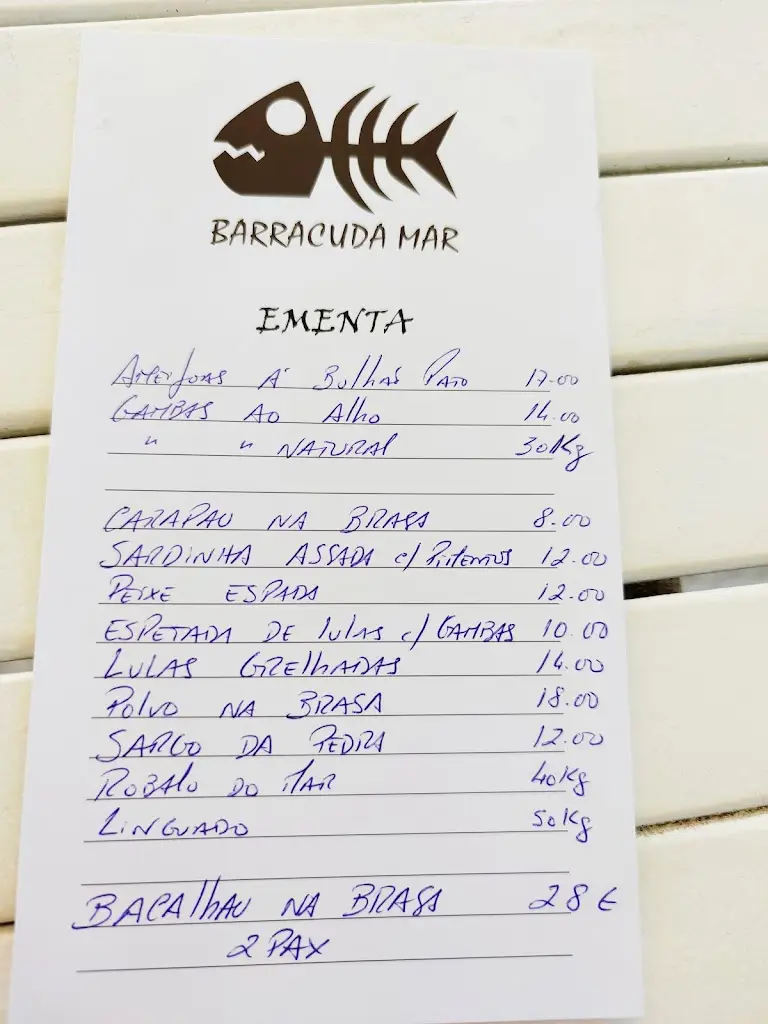 BARRACUDA MAR
EMENTA
AMEIJOAS Á Bulhás PATO 17.00
GAMBAS AO Alho 14.00
" " NATURAL 30Kg
CARAPAU NA BRASA 8.00
SARDINHA ASSADA c/ 12.00
PEIXE ESPADA 12.00
ESPETADA DE lulAS c/ GAMBAS 10.00
LULAS GRElhADAS 14.00
POlVO NA BRASA 18.00
SARGO DA PEDRA 12.00
ROBAlO DO MAR 40Kg
LINGUADO 50Kg
BACAlhAU NA BRASA 28 €
2 PAX